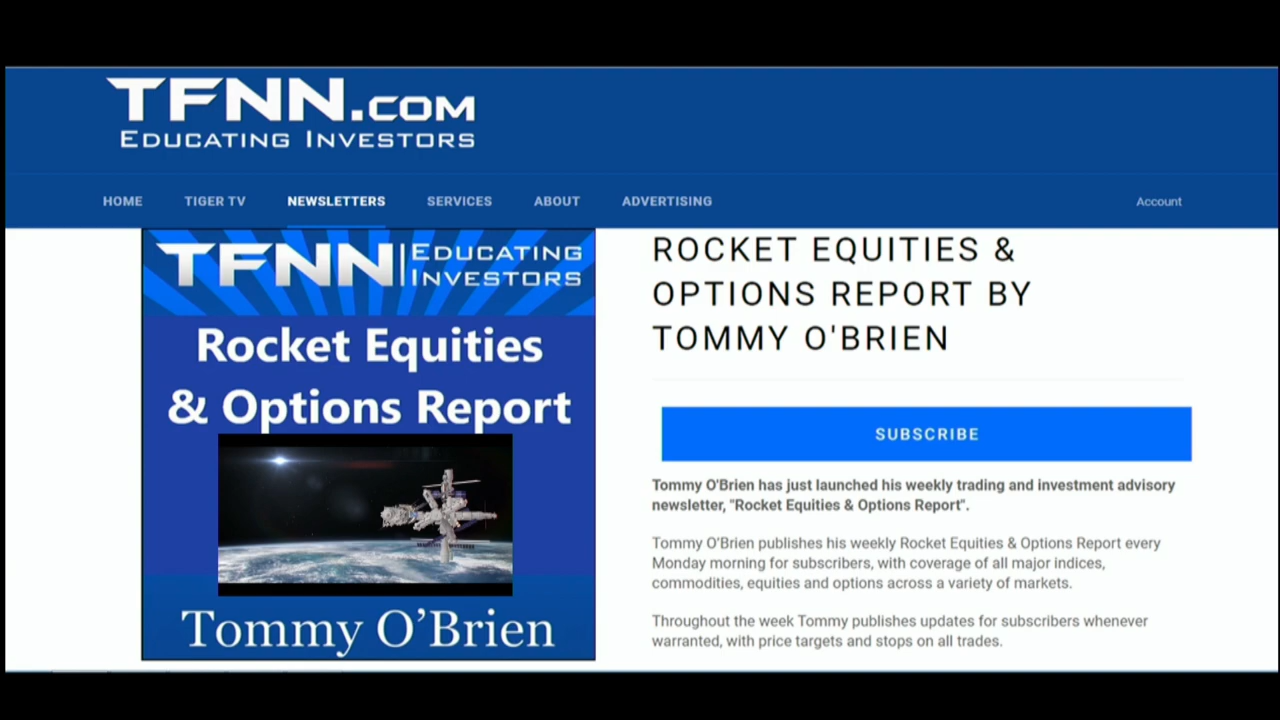 TFNN.COM
EDUCATING INVESTORS
HOME TIGER TV NEWSLETTERS SERVICES ABOUT ADVERTISING Account
TFNN EDUCATING
INVESTORS
Rocket Equities
& Options Report
Tommy O’Brien
ROCKET EQUITIES &
OPTIONS REPORT BY
TOMMY O'BRIEN
SUBSCRIBE
Tommy O'Brien has just launched his weekly trading and investment advisory
newsletter, "Rocket Equities & Options Report".
Tommy O'Brien publishes his weekly Rocket Equities & Options Report every
Monday morning for subscribers, with coverage of all major indices,
commodities, equities and options across a variety of markets.
Throughout the week Tommy publishes updates for subscribers whenever
warranted, with price targets and stops on all trades.